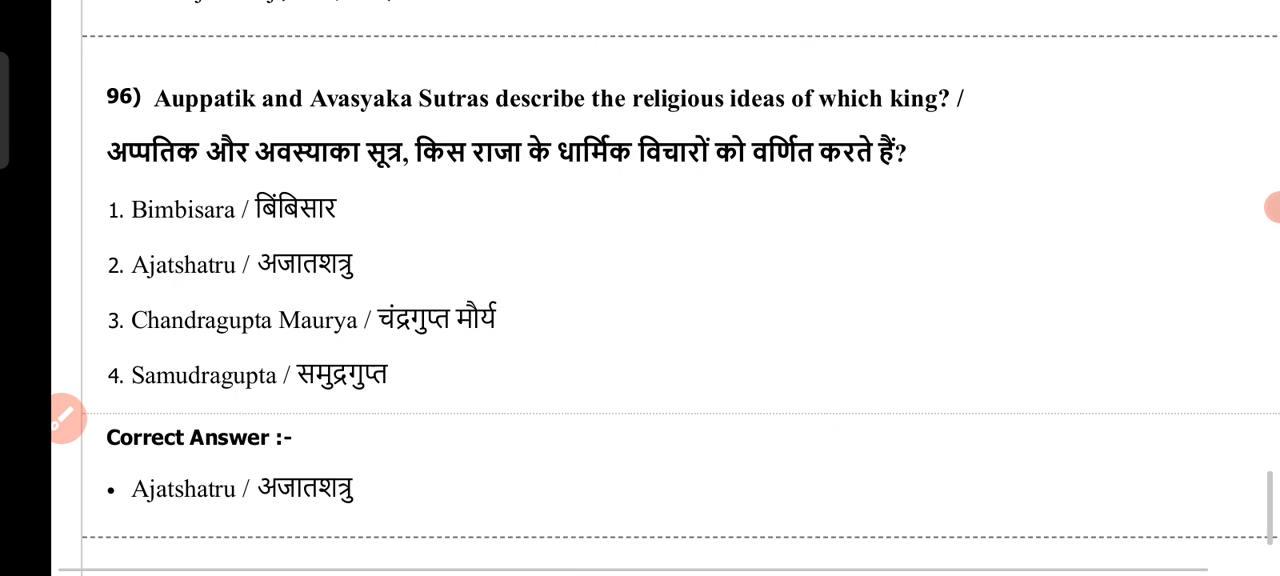 96) Auppatik and Avasyaka Sutras describe the religious ideas of which king? /
अप्पतिक और अवस्याका सूत्र, किस राजा के धार्मिक विचारों को वर्णित करते हैं?
1. Bimbisara / बिंबिसार
2. Ajatshatru / अजातशत्रु
3. Chandragupta Maurya / चंद्रगुप्त मौर्य
4. Samudragupta / समुद्रगुप्त
Correct Answer :-
• Ajatshatru / अजातशत्रु